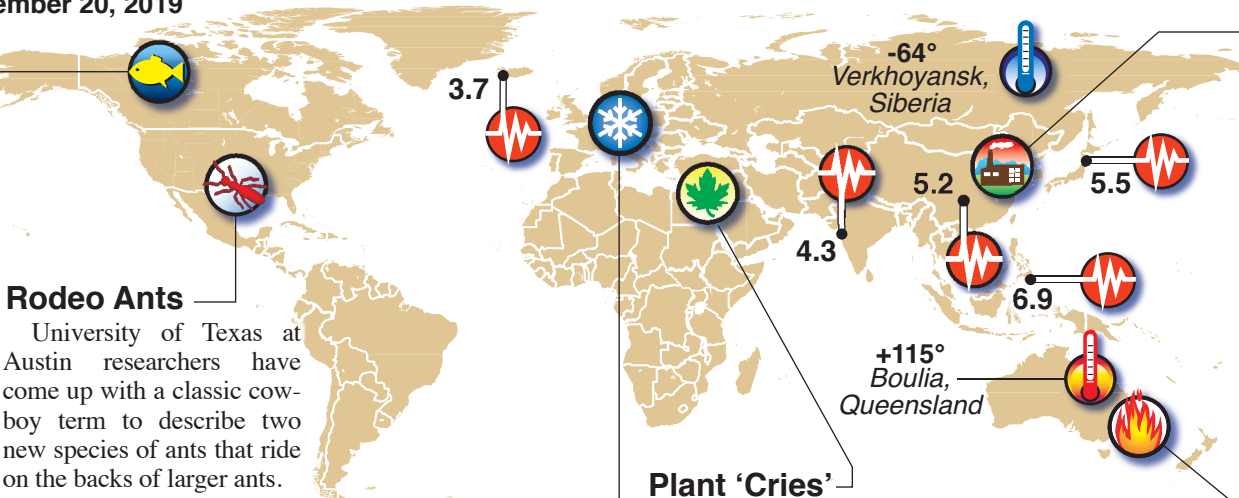 ember 20, 2019
3.7
-64°
Verkhoyansk,
Siberia
5.2
5.5
4.3
6.9
Rodeo Ants
University of Texas at
Austin researchers have
come up with a classic cow-
boy term to describe two
new species of ants that ride
on the backs of larger ants.
+115°
Boulia,
Queensland
Plant ‘Cries’